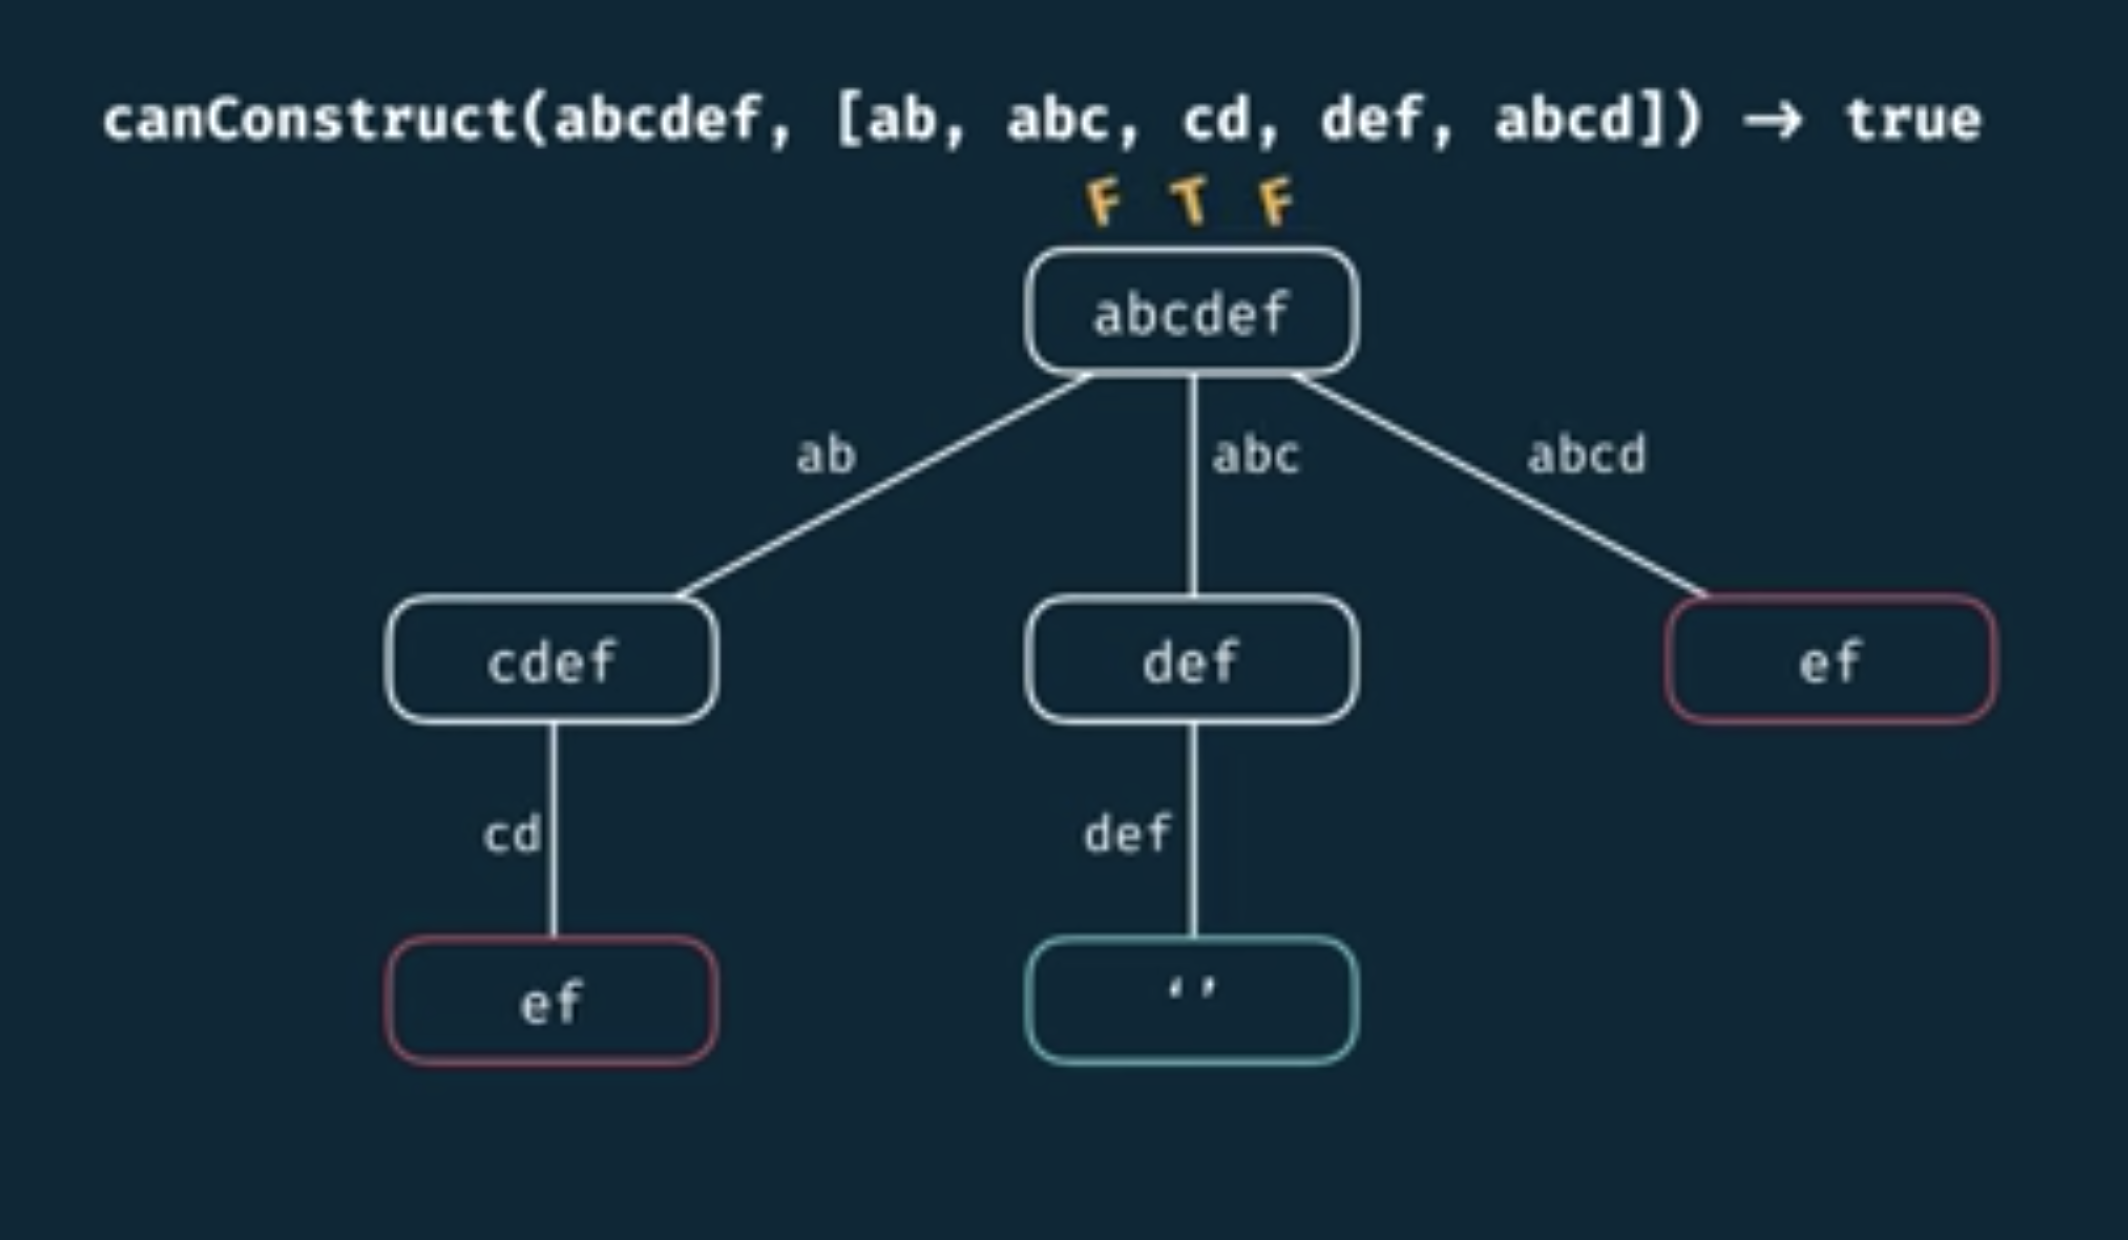 canConstruct(abcdef, [ab, abc, cd, def, abcd]) → true
F T F
abcdef
ab abc abcd
cdef def ef
cd def
ef ‘’